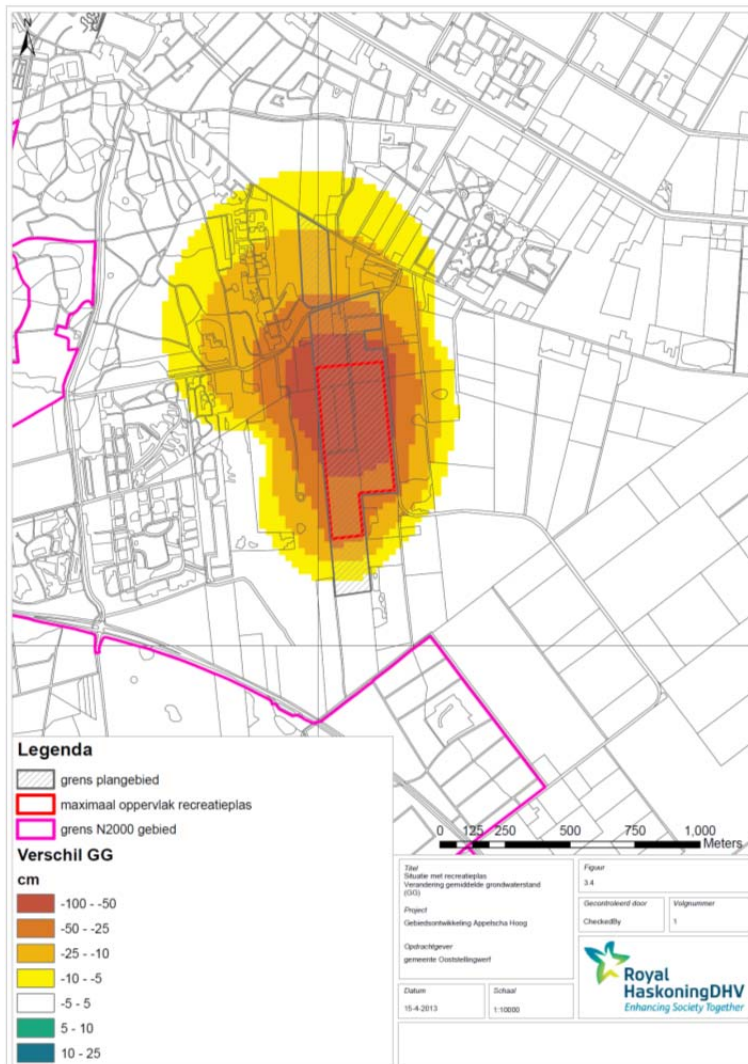 N
Legenda
grens plangebied
maximaal oppervlak recreatieplas
grens N2000 gebied
Verschil GG
cm
-100 - -50
-50 - -25
-25 - -10
-10 - -5
-5 - 5
5 - 10
10 - 25
0 125 250 500 750 1,000
Meters
Titel
Situatie met recreatieplas
Verandering gemiddelde grondwaterstand
(GG)
Project
Gebiedsontwikkeling Appelscha Hoog
Opdrachtgever
gemeente Ooststellingwerf
Datum
15-4-2013
Schaal
1:10000
Figuur
3.4
Gecontroleerd door
CheckedBy
Volgnummer
1
Royal
HaskoningDHV
Enhancing Society Together